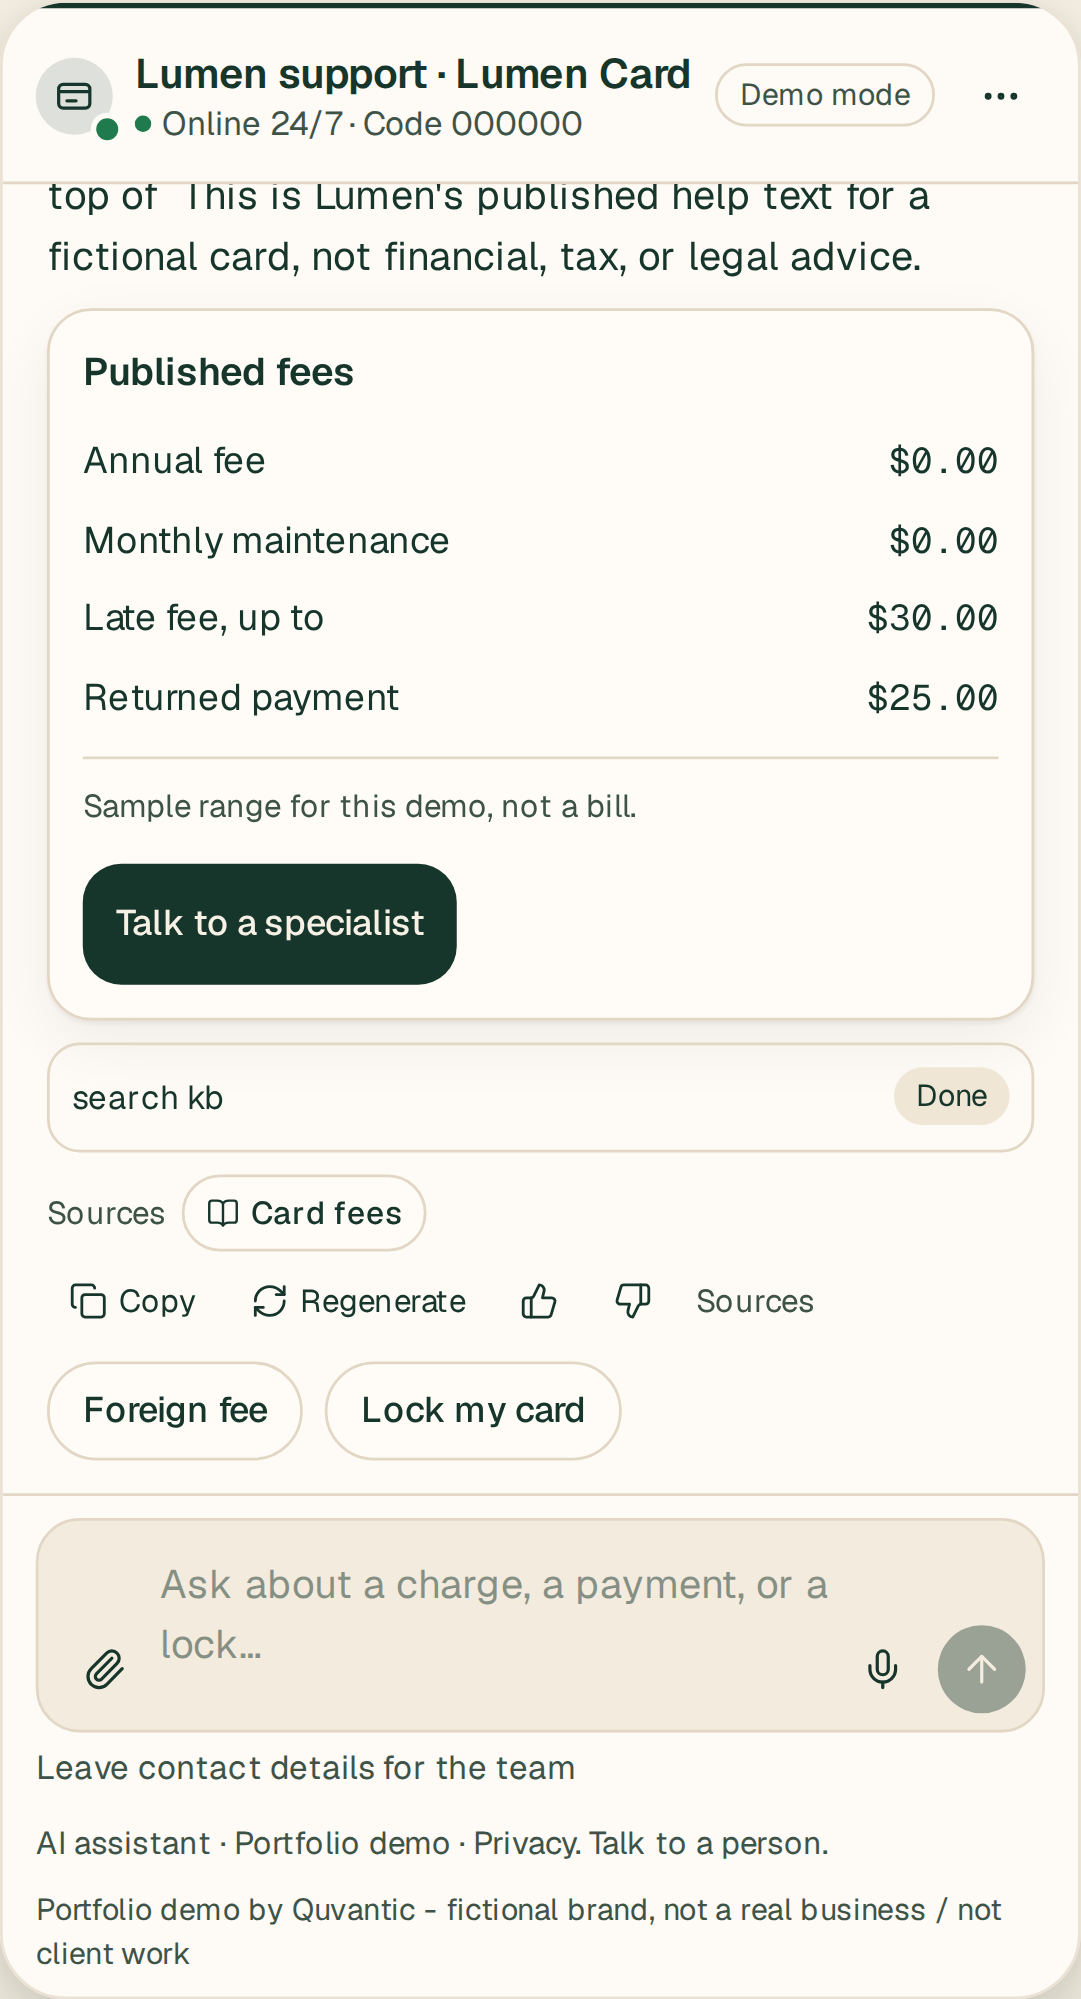 Lumen support · Lumen Card
Online 24/7 · Code 000000
Demo mode
top of This is Lumen's published help text for a
fictional card, not financial, tax, or legal advice.
Published fees
Annual fee $0.00
Monthly maintenance $0.00
Late fee, up to $30.00
Returned payment $25.00
Sample range for this demo, not a bill.
Talk to a specialist
search kb Done
Sources Card fees
Copy Regenerate Sources
Foreign fee Lock my card
Ask about a charge, a payment, or a
lock…
Leave contact details for the team
AI assistant · Portfolio demo · Privacy. Talk to a person.
Portfolio demo by Quvantic - fictional brand, not a real business / not
client work